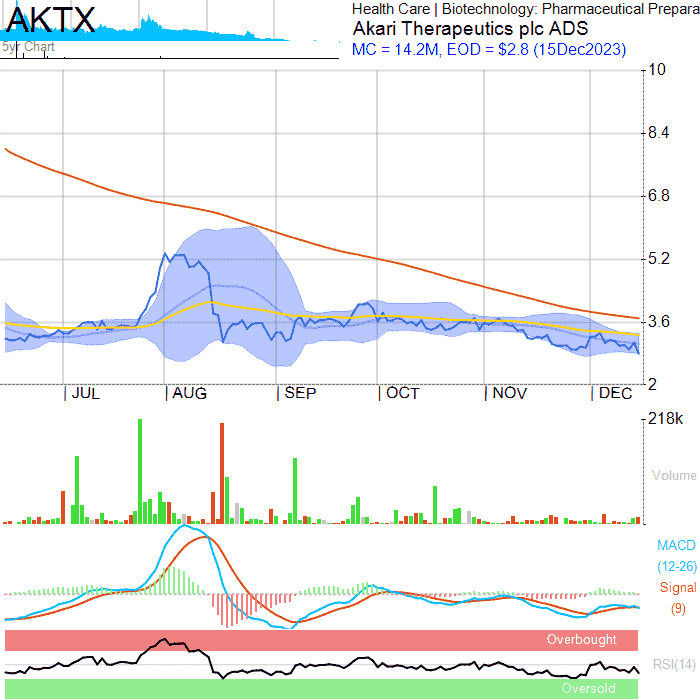 AKTX
5yr Chart
Health Care | Biotechnology: Pharmaceutical Prepara
Akari Therapeutics plc ADS
MC = 14.2M, EOD = $2.8 (15Dec2023)
10
8.4
6.8
5.2
3.6
2
JUL AUG SEP OCT NOV DEC
218k
Volume
MACD
(12-26)
Signal
(9)
Overbought
RSI(14)
Oversold